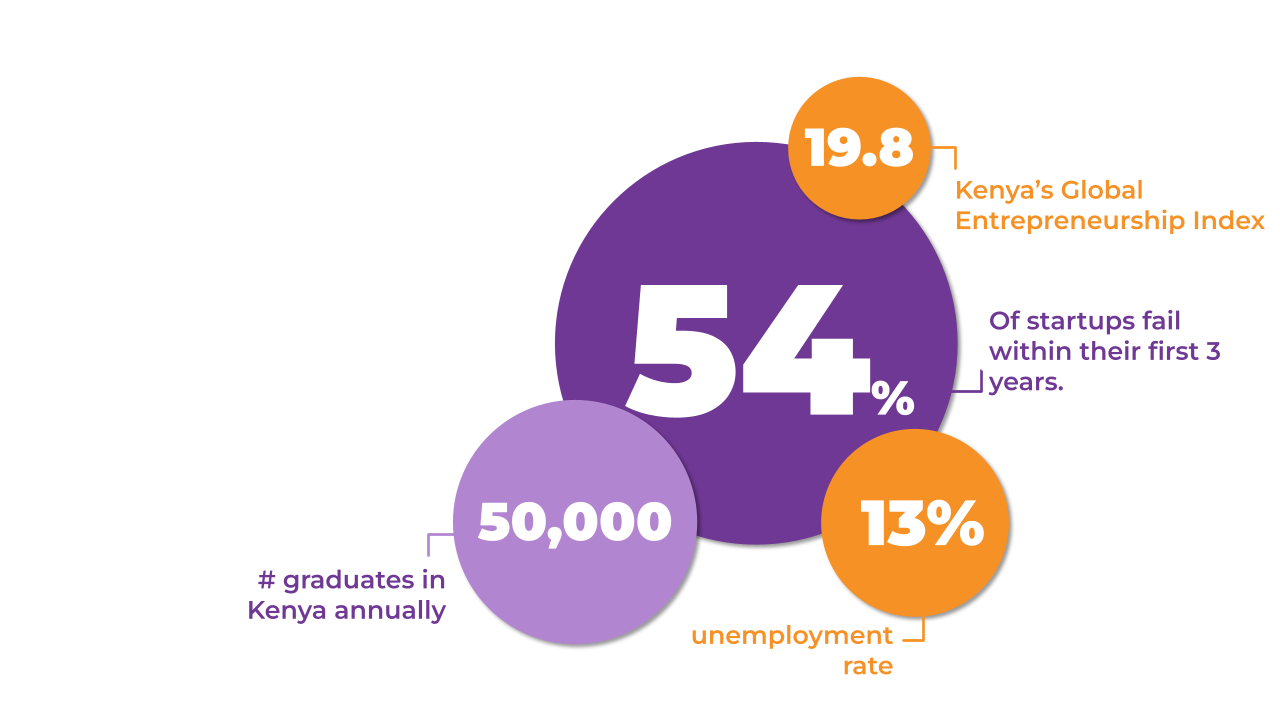 19.8
Kenya’s Global
Entrepreneurship Index
54%
Of startups fail
within their first 3
years.
50,000
# graduates in
Kenya annually
13%
unemployment
rate